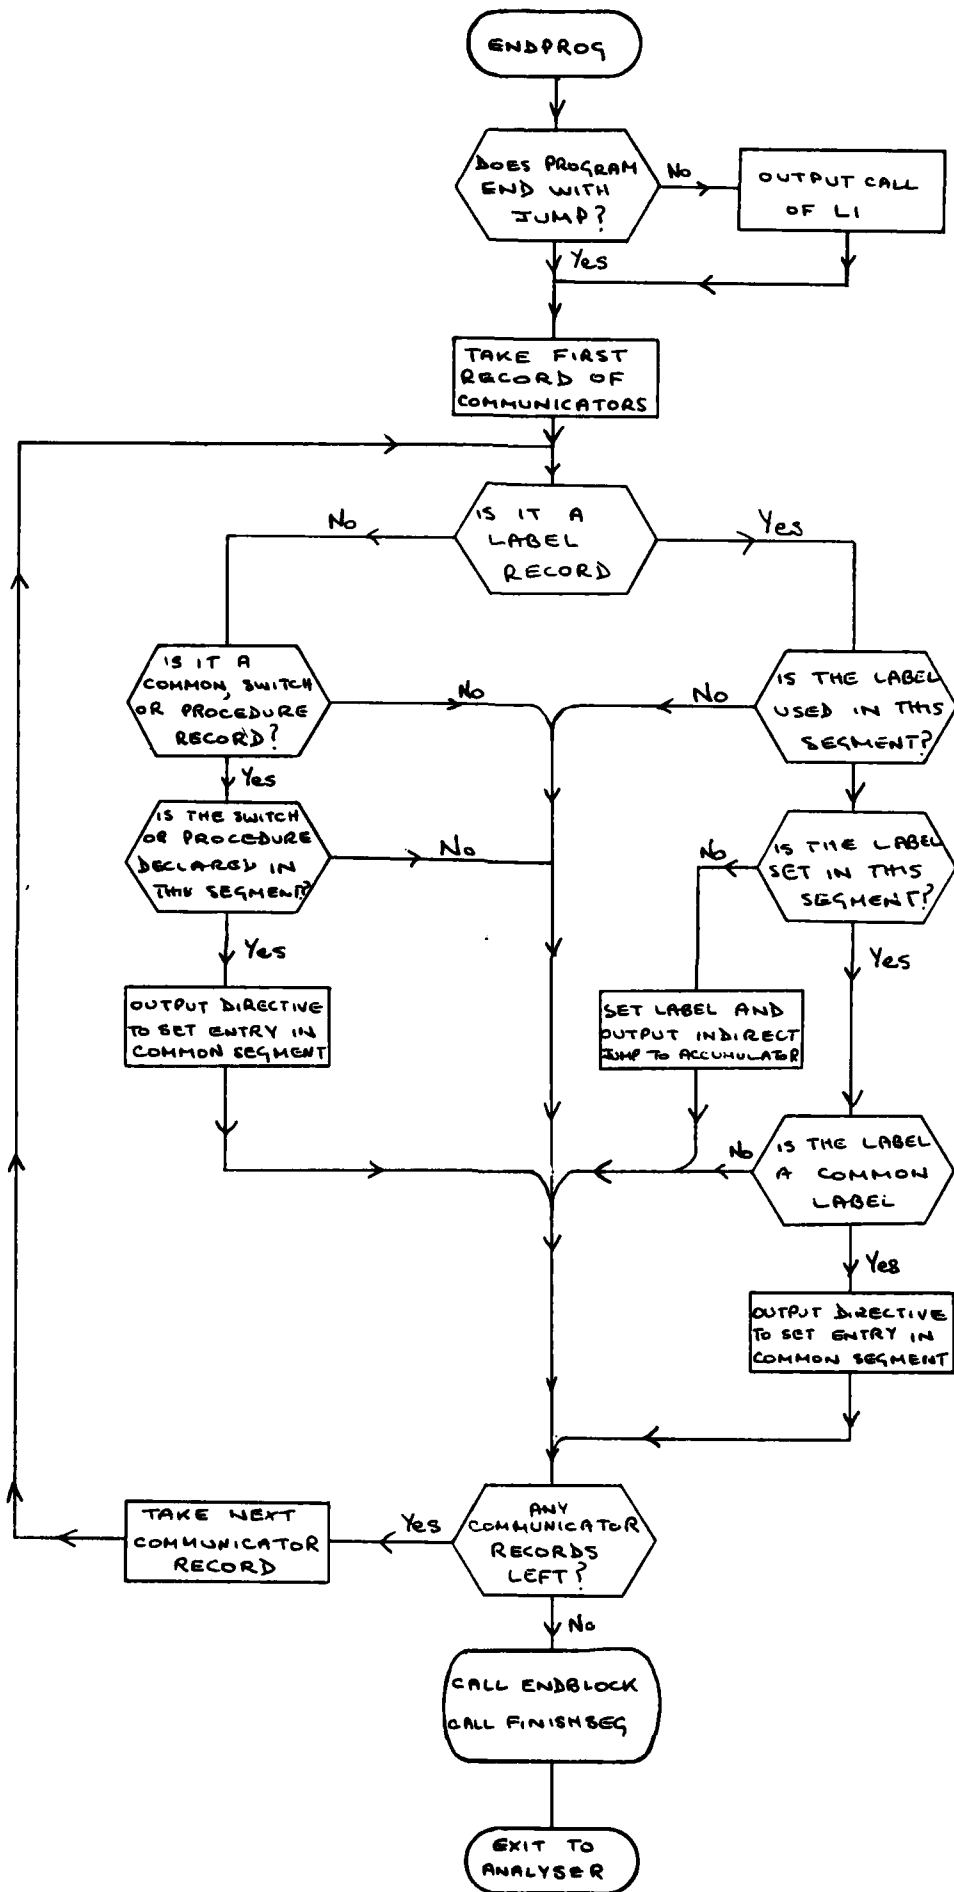 ENDPROG
DOES PROGRAM
END WITH
JUMP?
No
OUTPUT CALL
OF L1
Yes
TAKE FIRST
RECORD OF
COMMUNICATORS
IS IT A
LABEL
RECORD
No
Yes
IS IT A
COMMON, SWITCH
OR PROCEDURE
RECORD?
No
No
IS THE LABEL
USED IN THIS
SEGMENT?
Yes
IS THE SWITCH
OR PROCEDURE
DECLARED IN
THIS SEGMENT?
No
No
IS THE LABEL
SET IN THIS
SEGMENT?
Yes
Yes
OUTPUT DIRECTIVE
TO SET ENTRY IN
COMMON SEGMENT
SET LABEL AND
OUTPUT INDIRECT
JUMP TO ACCUMULATOR
No
IS THE LABEL
A COMMON
LABEL
Yes
OUTPUT DIRECTIVE
TO SET ENTRY IN
COMMON SEGMENT
ANY
COMMUNICATOR
RECORDS
LEFT?
Yes
TAKE NEXT
COMMUNICATOR
RECORD
No
CALL ENDBLOCK
CALL FINISHSEG
EXIT TO
ANALYSER